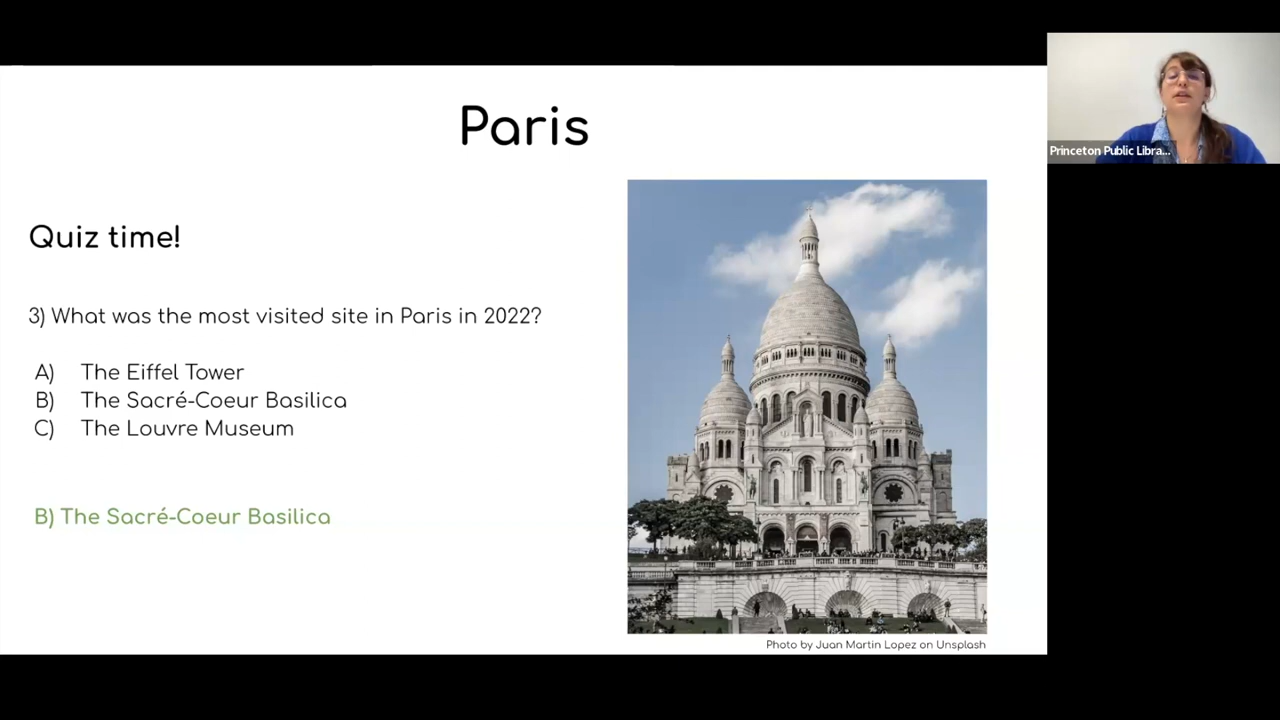 Paris
Quiz time!
3) What was the most visited site in Paris in 2022?
A) The Eiffel Tower
B) The Sacré-Coeur Basilica
C) The Louvre Museum
B) The Sacré-Coeur Basilica
Photo by Juan Martin Lopez on Unsplash
Princeton Public Libra...